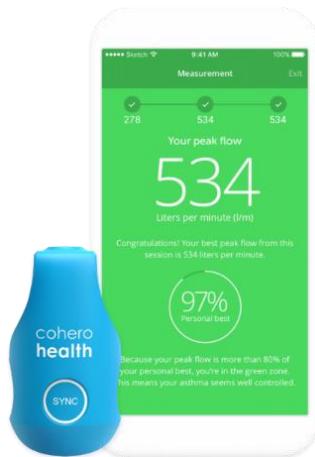 Sketch
9:41 AM
100%
Measurement
Exit
278
534
534
Your peak flow
534
Liters per minute (l/m)
Congratulations! Your best peak flow from this
session is 534 liters per minute.
97%
Personal best
Because your peak flow is more than 80% of
your personal best, you're in the green zone.
This means your asthma seems well controlled.
cohero
health
SYNC